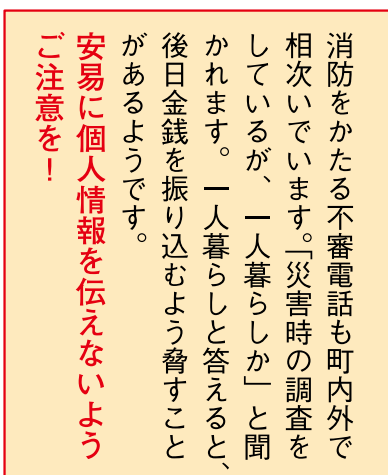 消防をかたる不審電話も町内外で
相次いでいます。「災害時の調査を
しているが、一人暮らしか」と聞
かれます。一人暮らしと答えると、
後日金銭を振り込むよう脅すこと
があるようです。
安易に個人情報を伝えないよう
ご注意を！